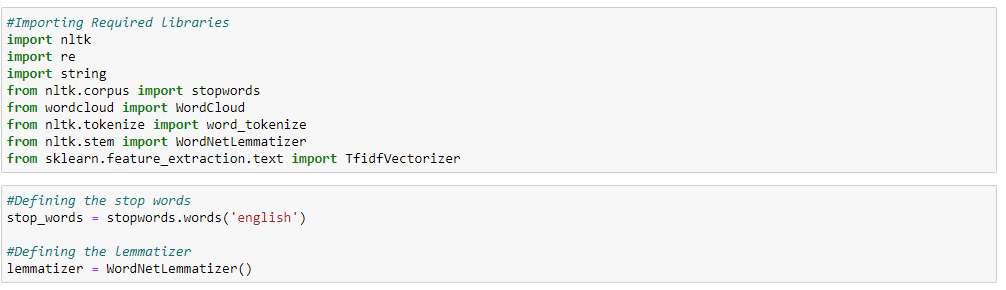 #Importing Required libraries
import nltk
import re
import string
from nltk.corpus import stopwords
from wordcloud import WordCloud
from nltk.tokenize import word_tokenize
from nltk.stem import WordNetLemmatizer
from sklearn.feature_extraction.text import TfidfVectorizer
#Defining the stop words
stop_words = stopwords.words('english')
#Defining the lemmatizer
lemmatizer = WordNetLemmatizer()